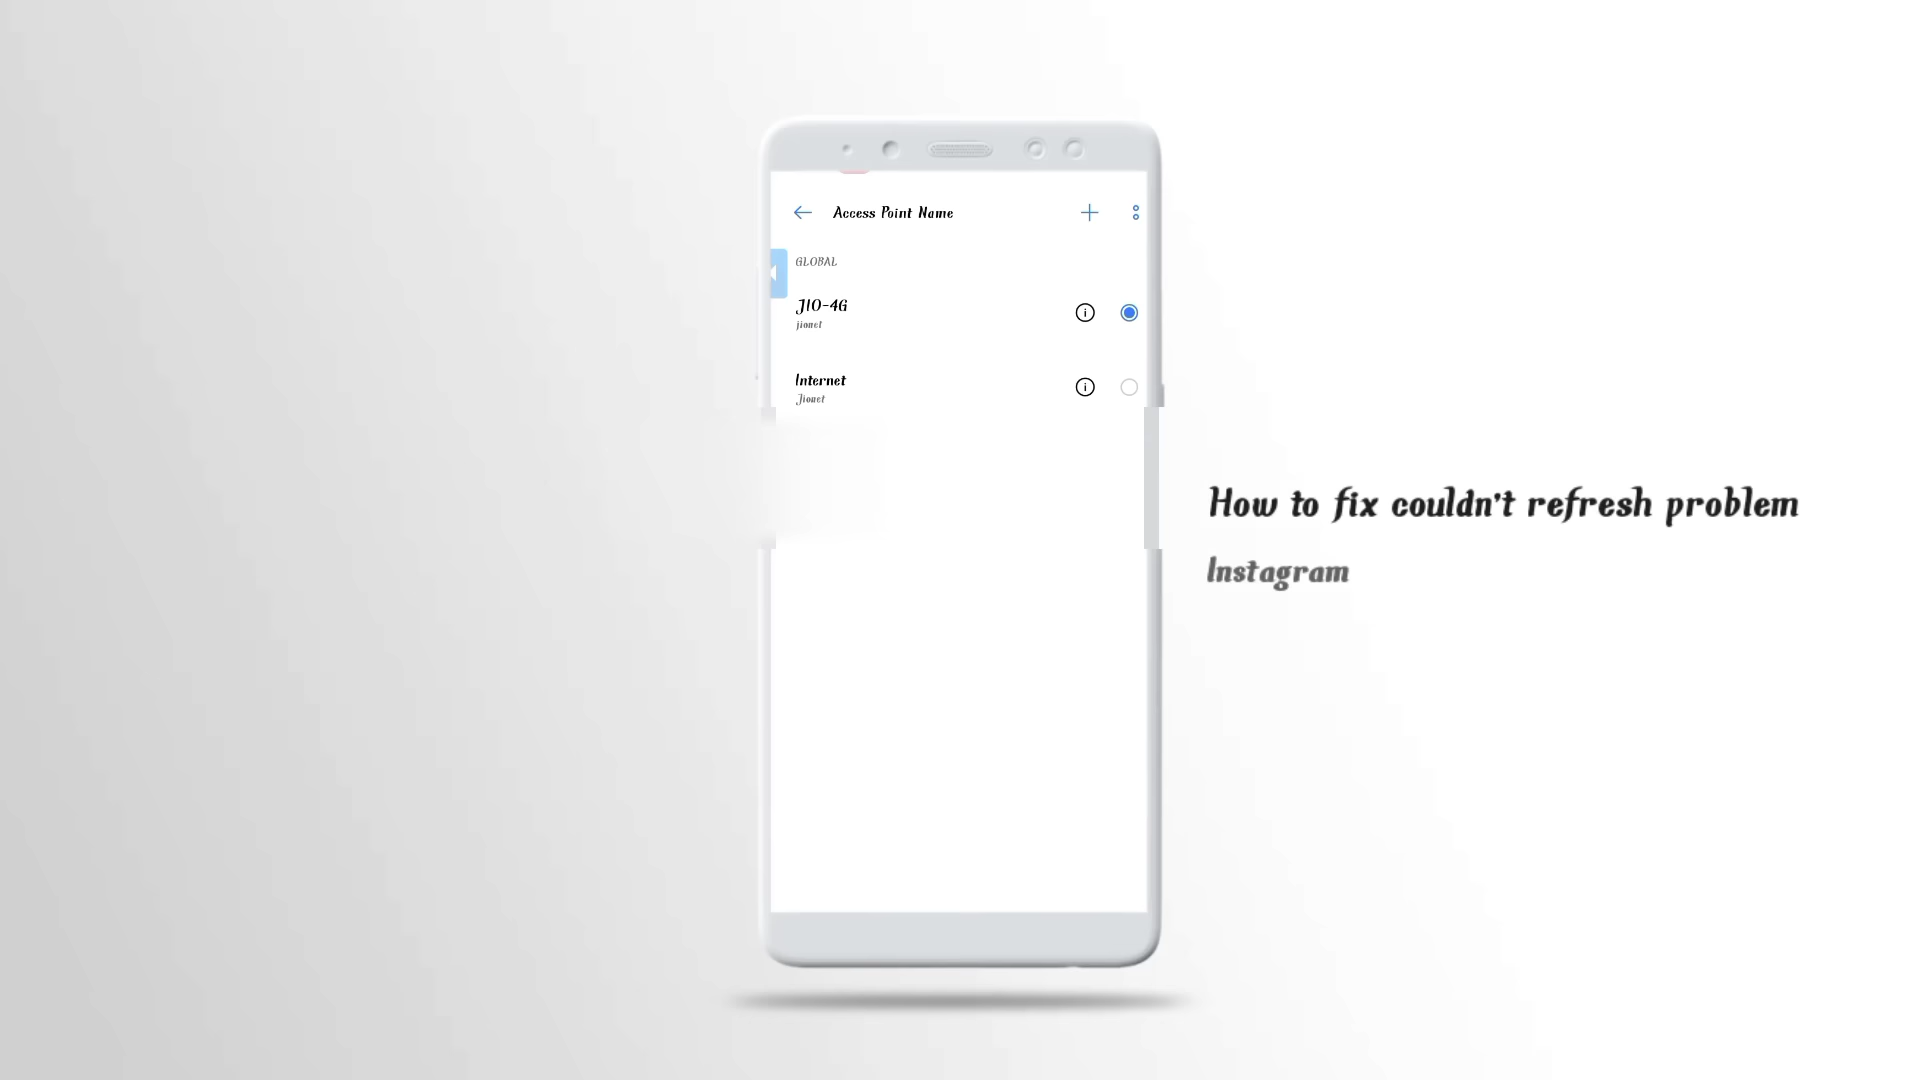 Access Point Name
GLOBAL
JIO-4G
jionet
Internet
Jionet
How to fix couldn't refresh problem
Instagram